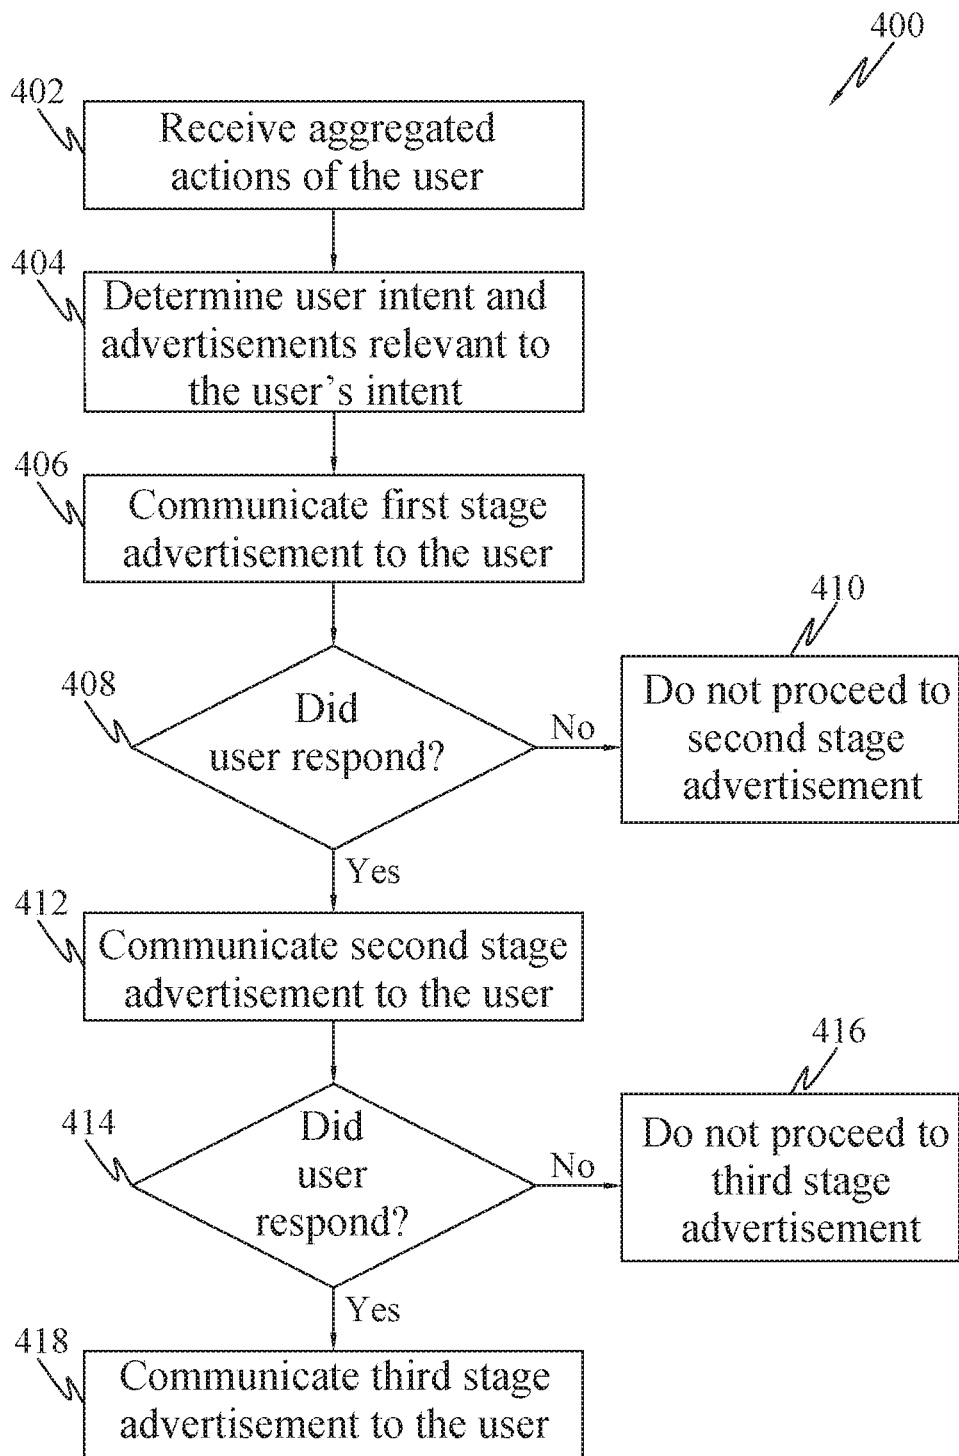 400
402
Receive aggregated
actions of the user
404
Determine user intent and
advertisements relevant to
the user's intent
406
Communicate first stage
advertisement to the user
408
Did
user respond?
No
410
Do not proceed to
second stage
advertisement
Yes
412
Communicate second stage
advertisement to the user
414
Did
user
respond?
No
416
Do not proceed to
third stage
advertisement
Yes
418
Communicate third stage
advertisement to the user